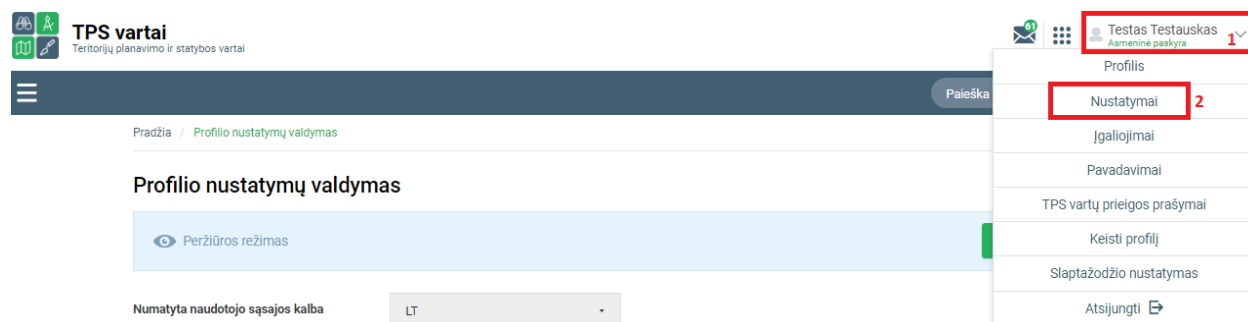 TPS vartai
Teritorijų planavimo ir statybos vartai
61
Testas Testauskas
Asmeninė paskyra
1
Profilis
Paieška
Nustatymai
2
Pradžia / Profilio nustatymų valdymas
Įgaliojimai
Pavadavimai
Profilio nustatymų valdymas
TPS vartų prieigos prašymai
Peržiūros režimas
Keisti profilį
Slaptažodžio nustatymas
Numatyta naudotojo sąsajos kalba
LT
Atsijungti